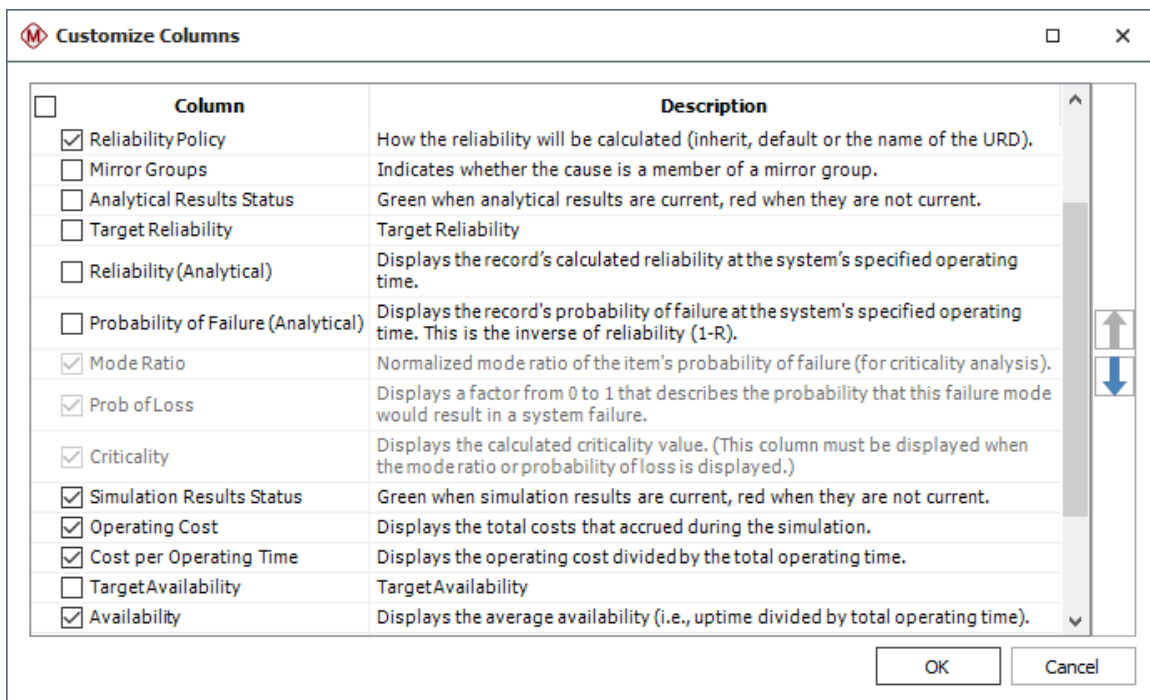 Customize Columns
Column Description
Reliability Policy How the reliability will be calculated (inherit, default or the name of the URD).
Mirror Groups Indicates whether the cause is a member of a mirror group.
Analytical Results Status Green when analytical results are current, red when they are not current.
Target Reliability Target Reliability
Reliability (Analytical) Displays the record's calculated reliability at the system's specified operating
time.
Probability of Failure (Analytical) Displays the record's probability of failure at the system's specified operating
time. This is the inverse of reliability (1-R).
Mode Ratio Normalized mode ratio of the item's probability of failure (for criticality analysis).
Prob of Loss Displays a factor from 0 to 1 that describes the probability that this failure mode
would result in a system failure.
Criticality Displays the calculated criticality value. (This column must be displayed when
the mode ratio or probability of loss is displayed.)
Simulation Results Status Green when simulation results are current, red when they are not current.
Operating Cost Displays the total costs that accrued during the simulation.
Cost per Operating Time Displays the operating cost divided by the total operating time.
Target Availability Target Availability
Availability Displays the average availability (i.e., uptime divided by total operating time).
OK Cancel